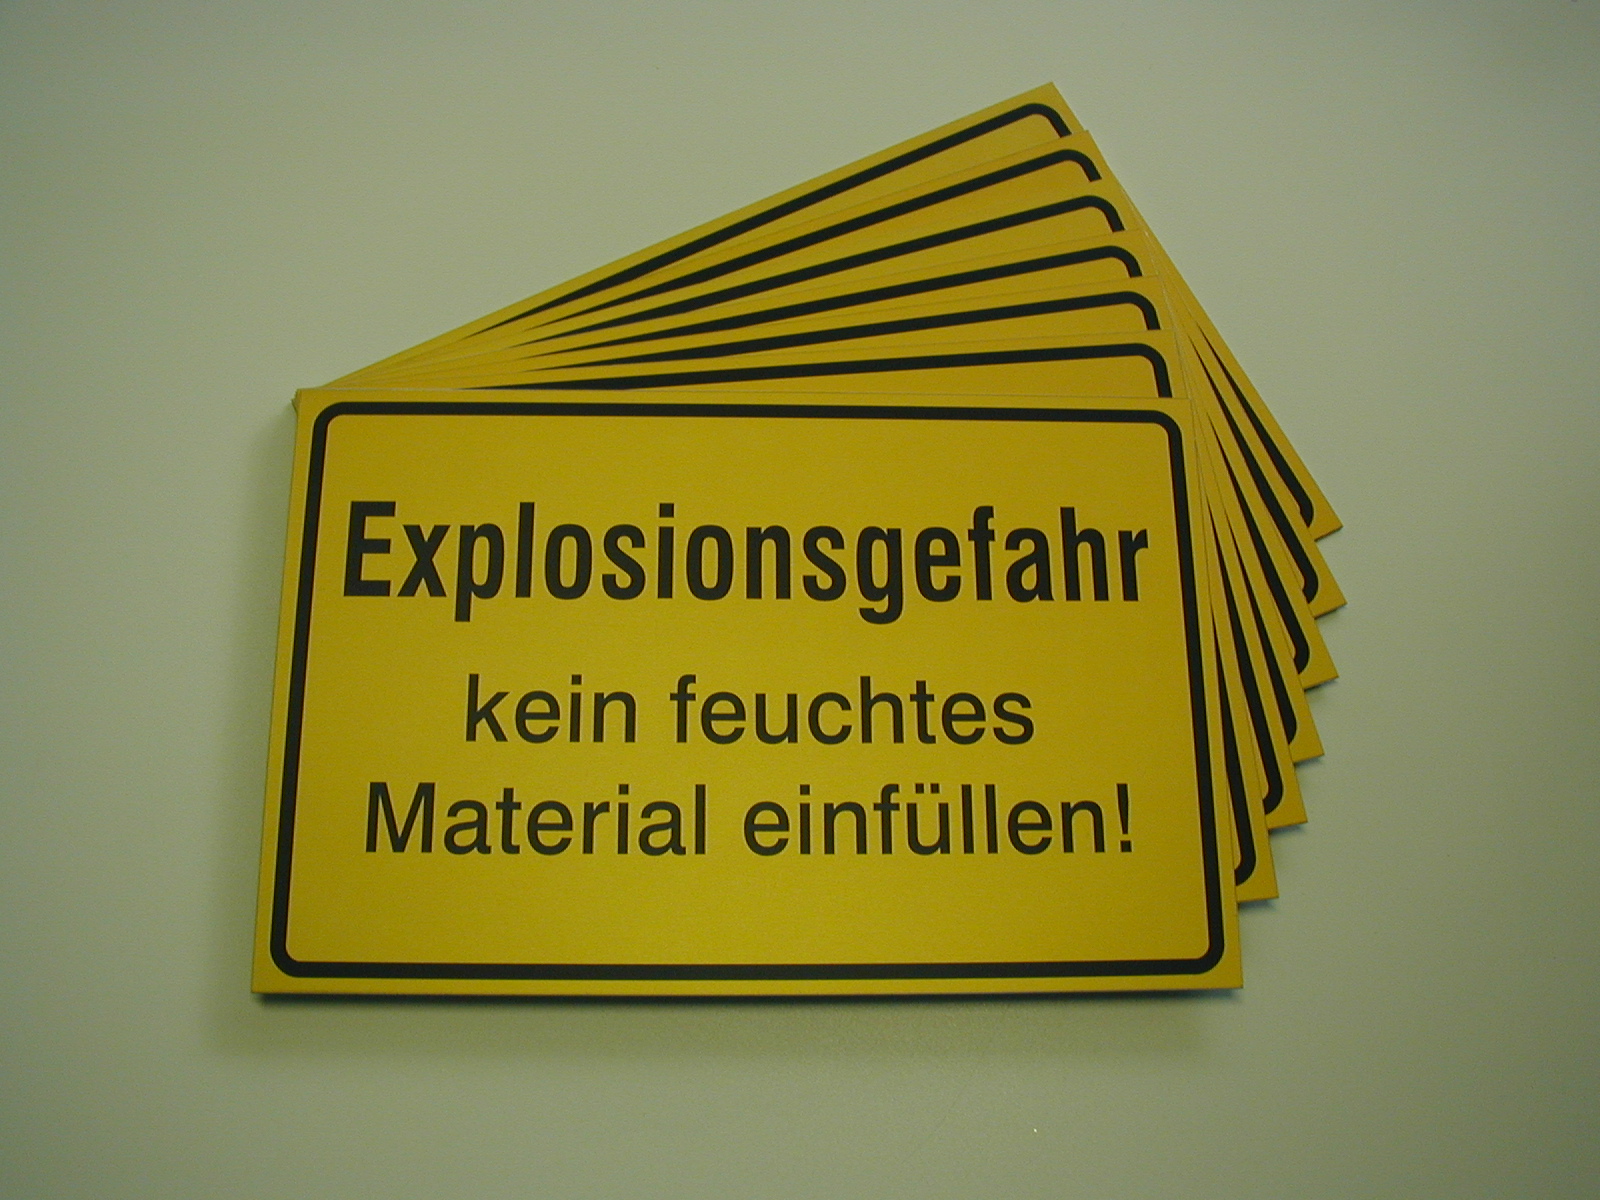 Explosionsgefahr
kein feuchtes
Material einfüllen!